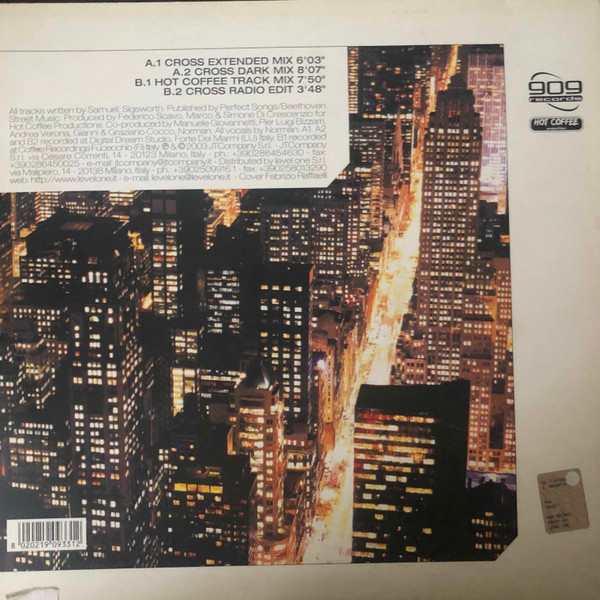 A.1 CROSS EXTENDED MIX 6'03"
A.2 CROSS DARK MIX 8'07"
B.1 HOT COFFEE TRACK MIX 7'50"
B.2 CROSS RADIO EDIT 3'48"
All tracks written by Samuel, Sigsworth. Published by Perfect Songs/Beethoven
Street Music. Produced by Federico Scavo, Marco & Simone Di Crescenzo for
Hot Coffee Productions. Co-produced by Manuele Giovannetti, Pier Luigi Bizzarri,
Andrea Verona, Gianni & Graziano Cocco, Norman. All vocals by Norman. A1, A2
and B2 recorded at Digital Dream Studio, Forte Dei Marmi (LU) Italy. B1 recorded
at Coffee Recordings Fucecchio (FI) Italy ℗ & © 2003 JTCompany S.r.l. - JTCompany
S.r.l. via Cesare Correnti, 14 - 20123 Milano, Italy - ph.: +390286454630 - fax:
+390286450025 - e-mail: jtcompany@jtcompany.it - Distributed by level one S.r.l.
via Malipiero, 14 - 20138 Milano, Italy - ph. +39025099161 - fax: +390258013290
web: http://www.levelone.it - e-mail: levelone@levelone.it - Cover Fabrizio Raffaelli
909
records
HOT COFFEE
8 020219 093312